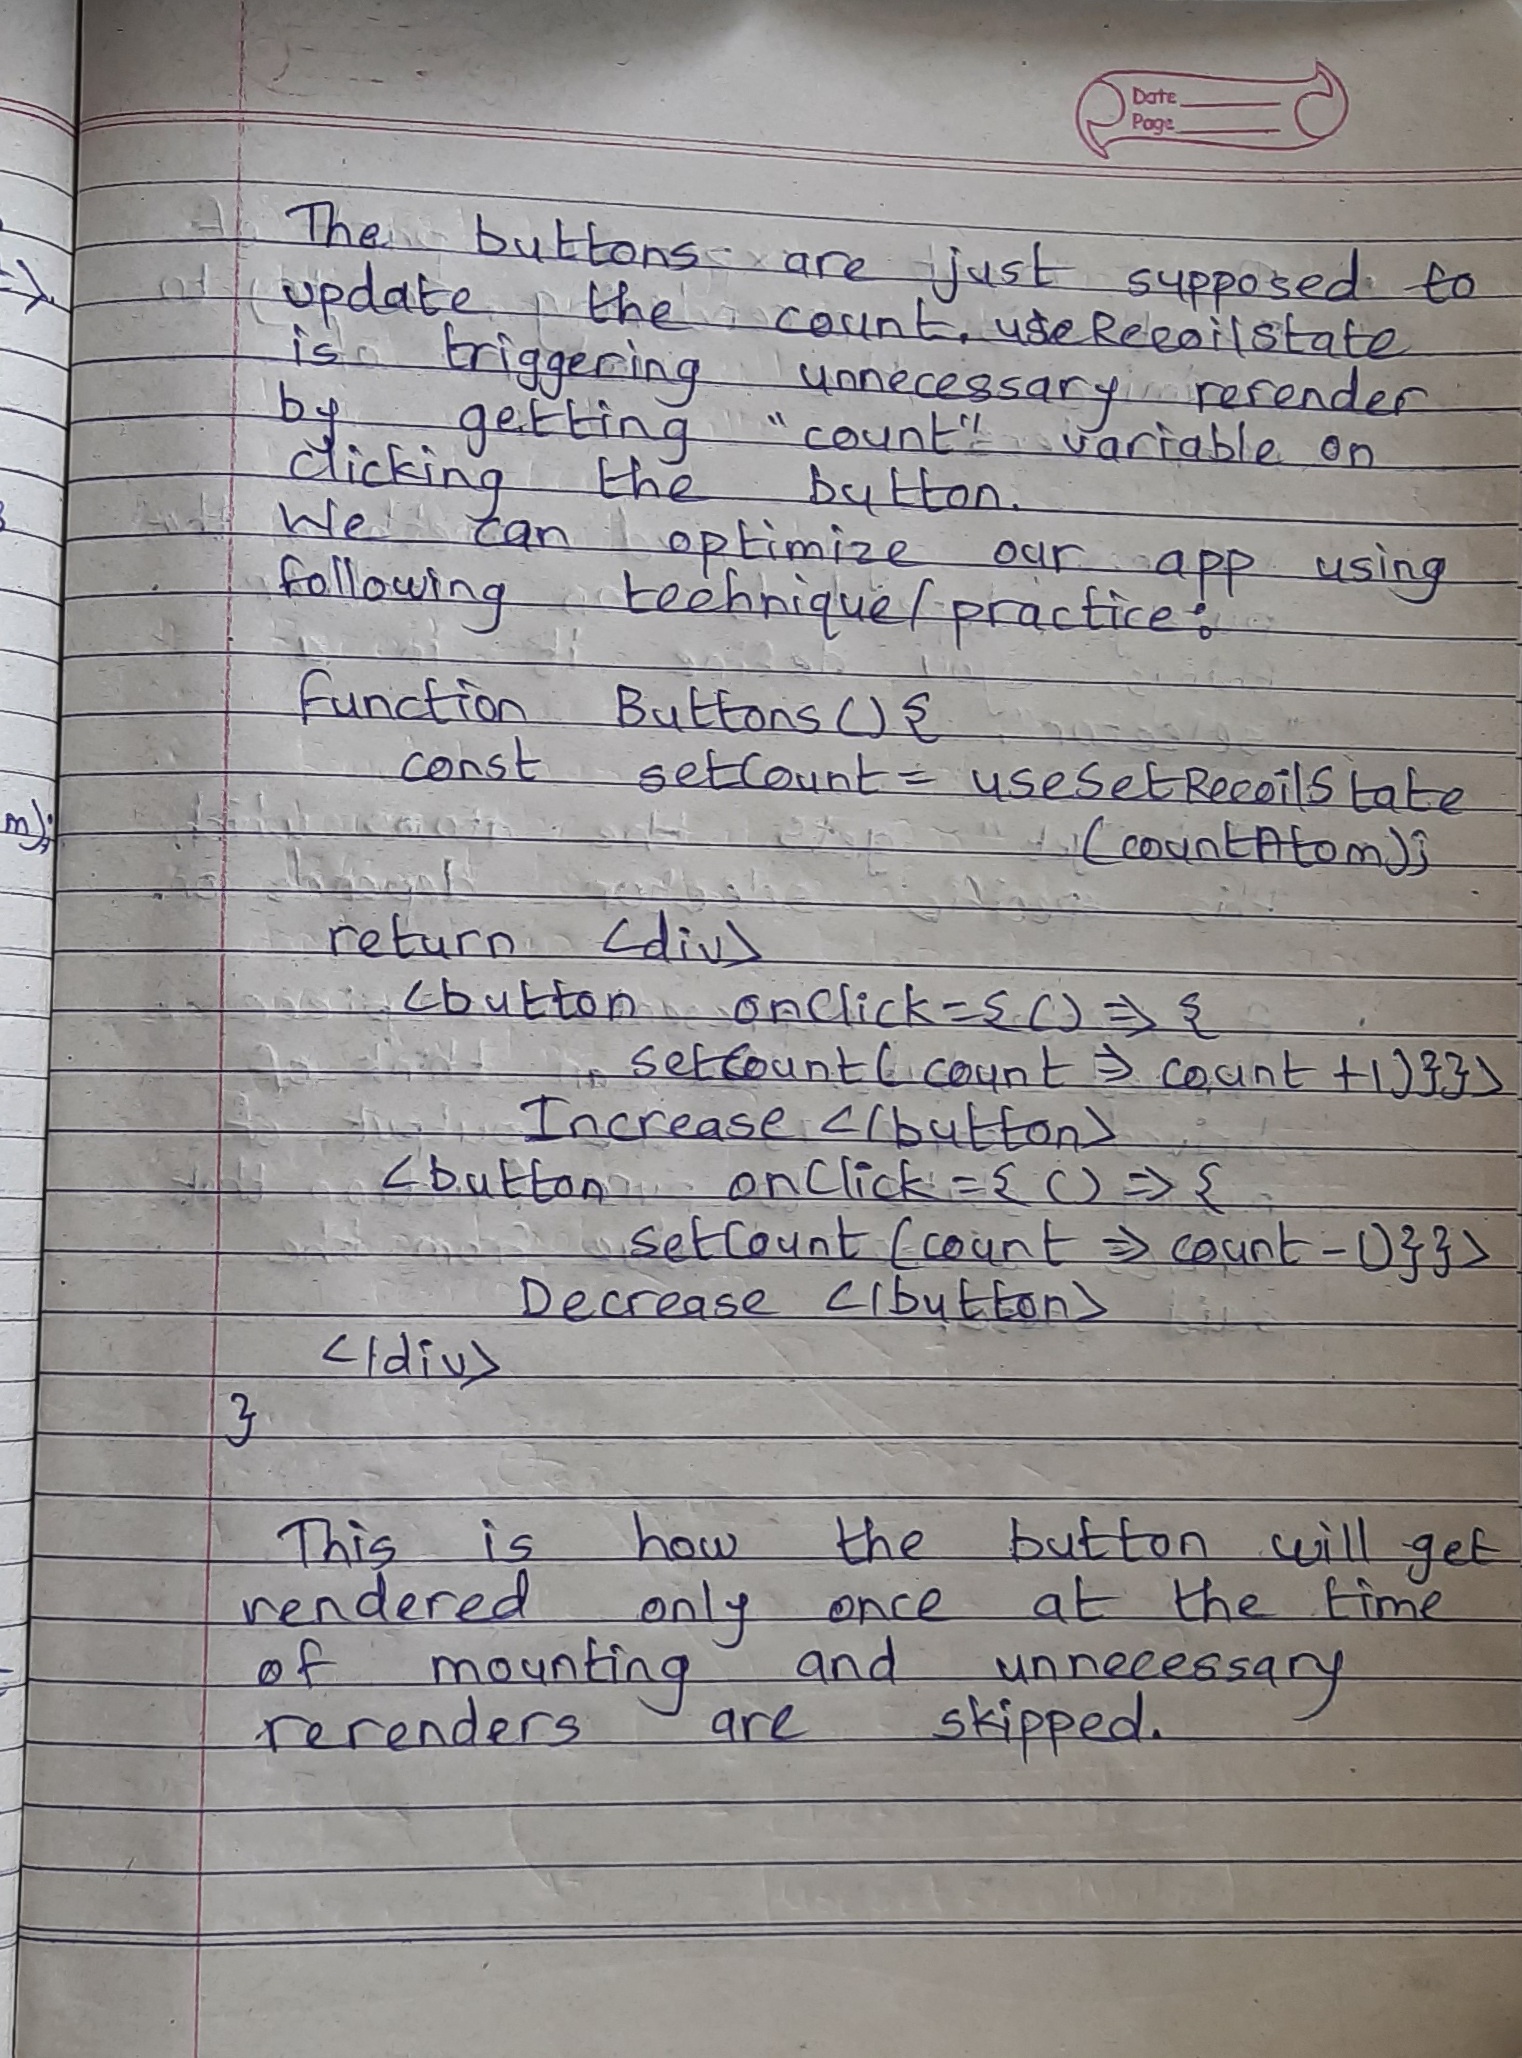 Date
Page
The buttons are just supposed to
update the count. useRecoilState
is triggering unnecessary rerender
by getting "count" variable on
clicking the button.
We can optimize our app using
following technique/practice:
function Buttons(){
const setCount = useSetRecoilState
(countAtom);
m);
return <div>
<button onClick={() => {
setCount(count => count +1)}}>
Increase </button>
<button onClick={() => {
setCount(count => count -1)}}>
Decrease </button>
</div>
}
This is how the button will get
rendered only once at the time
of mounting and unnecessary
rerenders are skipped.